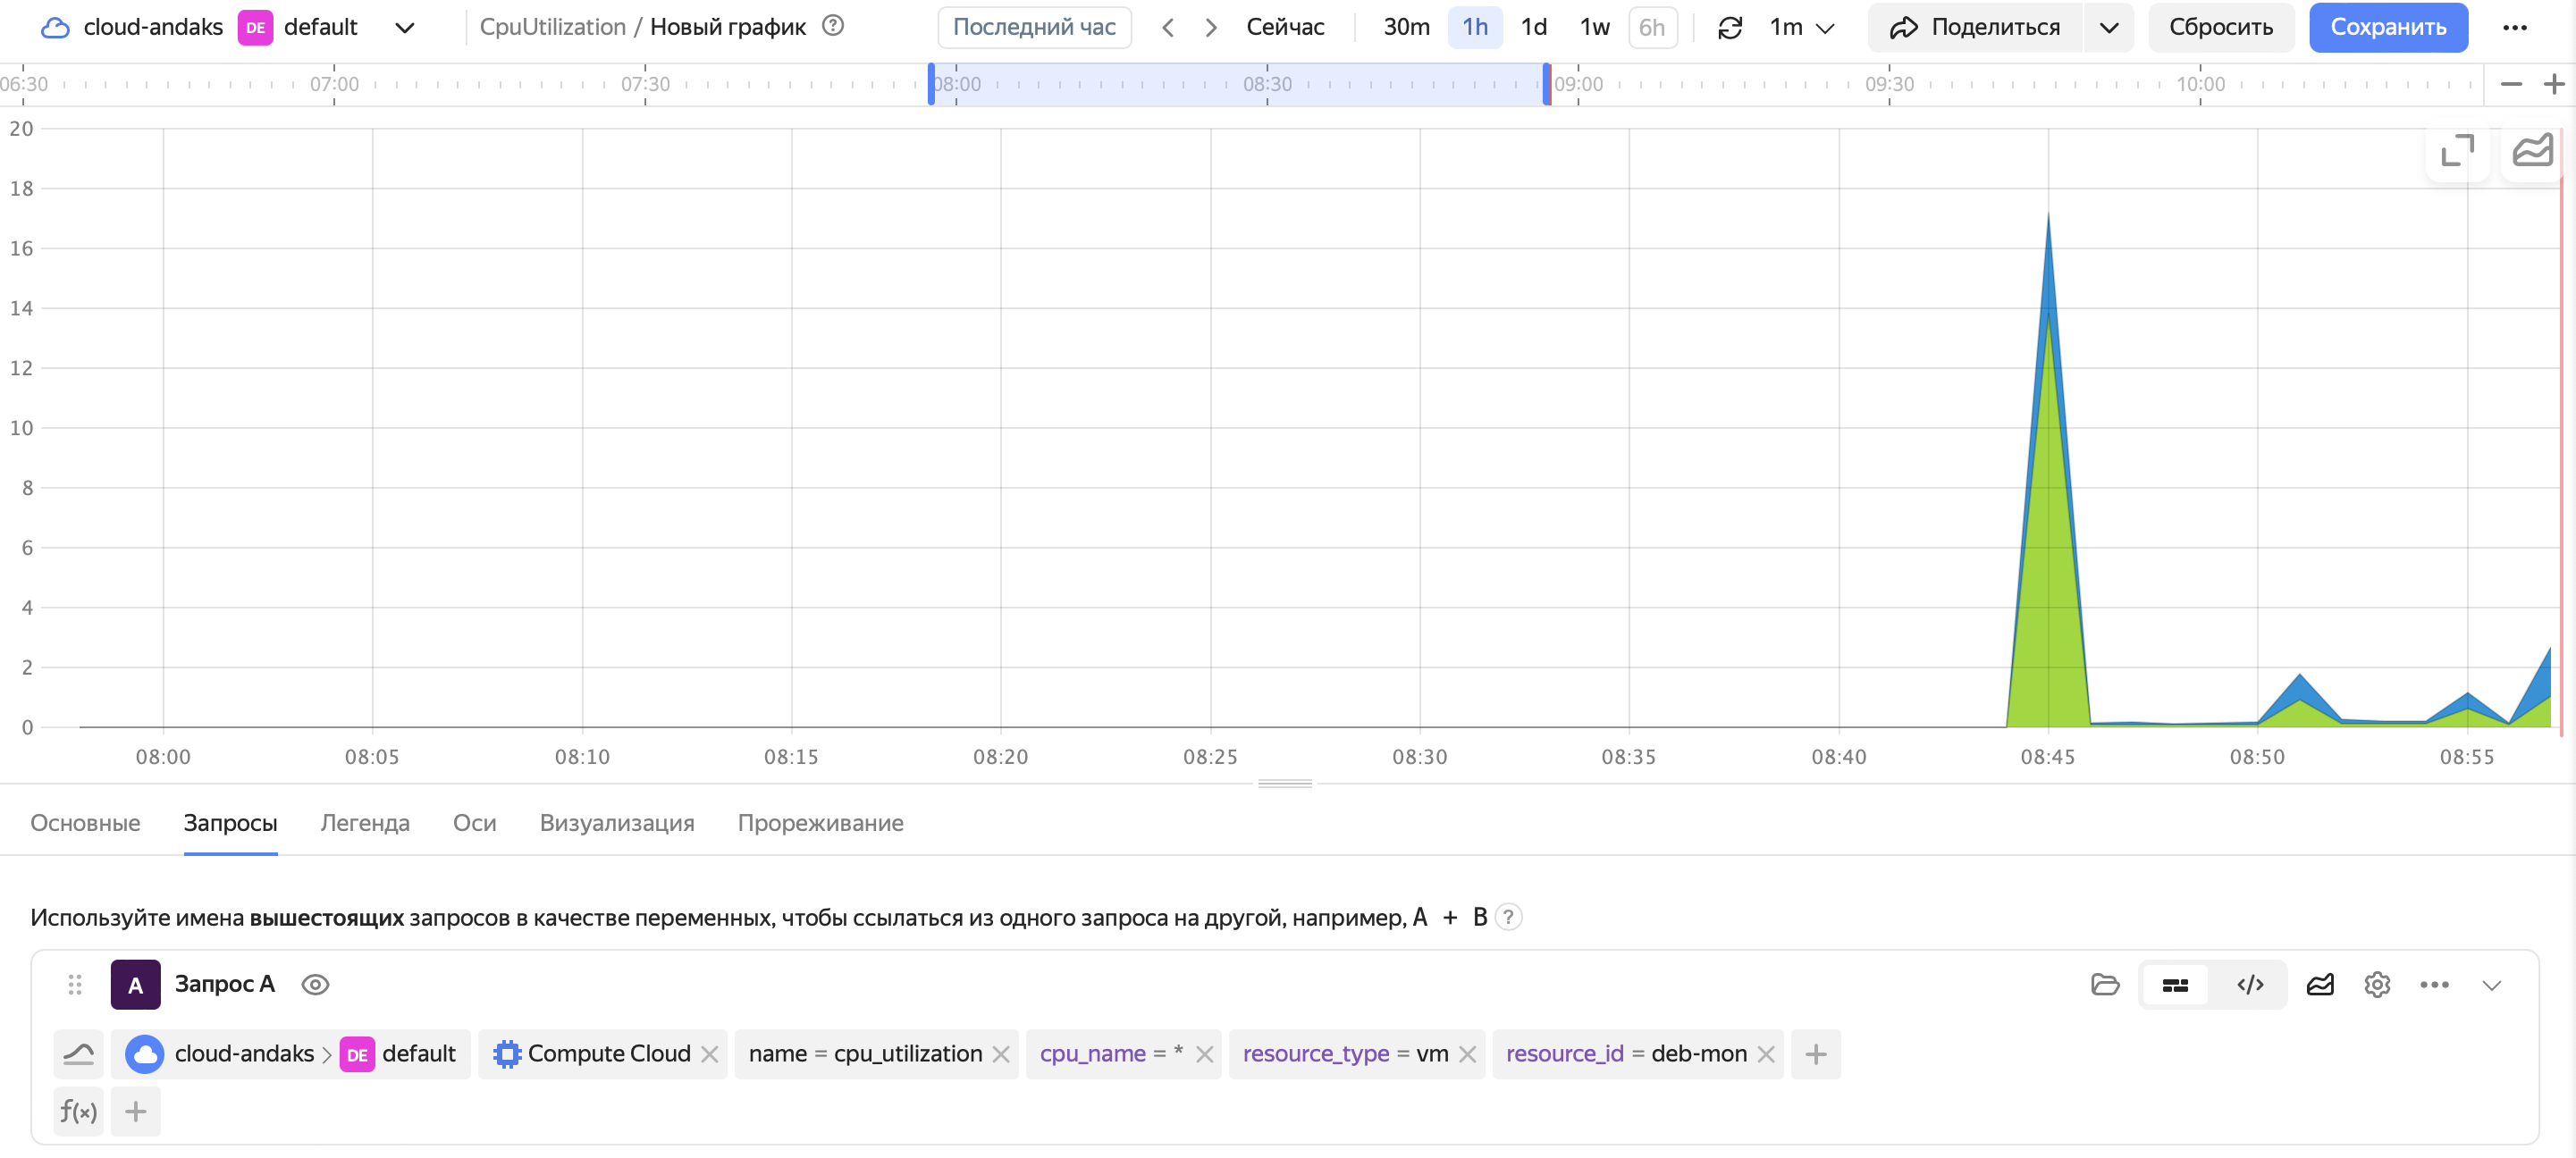 cloud-andaks DE default CpuUtilization / Новый график ? Последний час Сейчас 30m 1h 1d 1w 6h 1m Поделиться Сбросить Сохранить
06:30 07:00 07:30 08:00 08:30 09:00 09:30 10:00
20
18
16
14
12
10
8
6
4
2
0
08:00 08:05 08:10 08:15 08:20 08:25 08:30 08:35 08:40 08:45 08:50 08:55
Основные Запросы Легенда Оси Визуализация Прореживание
Используйте имена вышестоящих запросов в качестве переменных, чтобы ссылаться из одного запроса на другой, например, A + B ?
A Запрос A </>
cloud-andaks DE default Compute Cloud name = cpu_utilization cpu_name = * resource_type = vm resource_id = deb-mon +
f(x) +